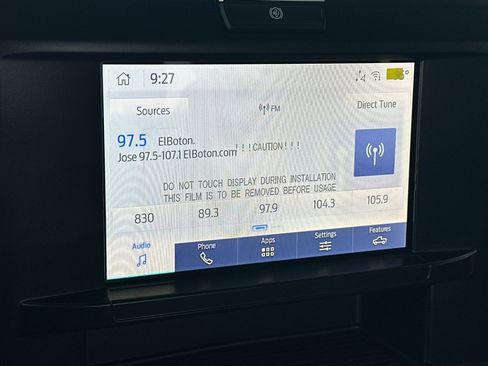 9:27
Sources
FM
Direct Tune
97.5 ElBoton.
Jose 97.5-107.1 ElBoton.com
!!!CAUTION!!!
DO NOT TOUCH DISPLAY DURING INSTALLATION
THIS FILM IS TO BE REMOVED BEFORE USAGE
830 89.3 97.9 104.3 105.9
Audio Phone Apps Settings Features